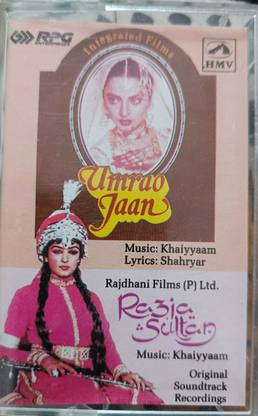 RPG
HMV
Integrated Films
Umrao
Jaan
Music: Khaiyyaam
Lyrics: Shahryar
Rajdhani Films (P) Ltd.
Razia
Sultan
Music: Khaiyyaam
Original
Soundtrack
Recordings